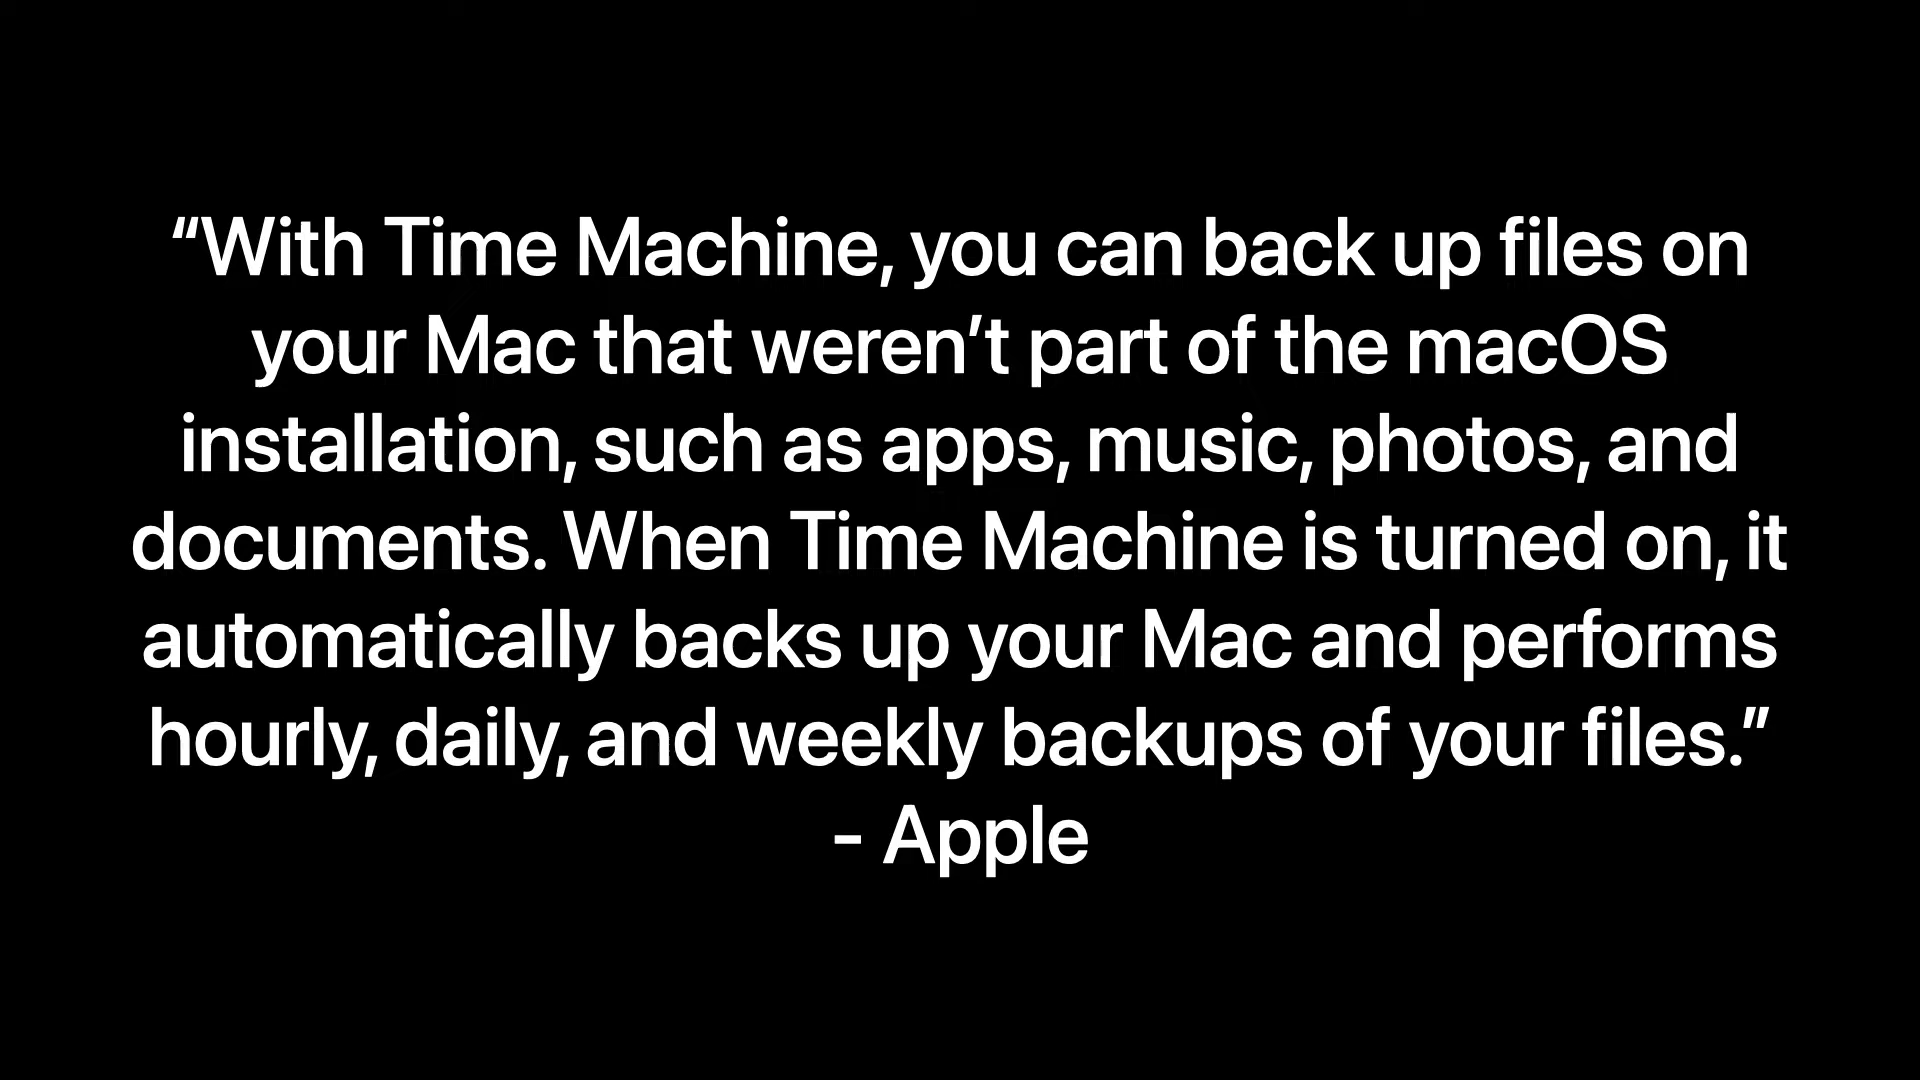 “With Time Machine, you can back up files on
your Mac that weren’t part of the macOS
installation, such as apps, music, photos, and
documents. When Time Machine is turned on, it
automatically backs up your Mac and performs
hourly, daily, and weekly backups of your files.”
- Apple